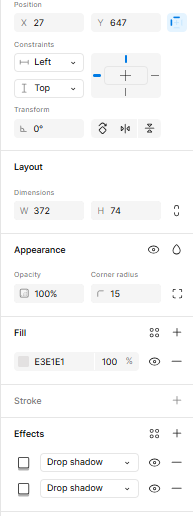 Position
X 27 Y 647
Constraints
Left
Top
Transform
0°
Layout
Dimensions
W 372 H 74
Appearance
Opacity Corner radius
100% 15
Fill
E3E1E1 100 %
Stroke
Effects
Drop shadow
Drop shadow